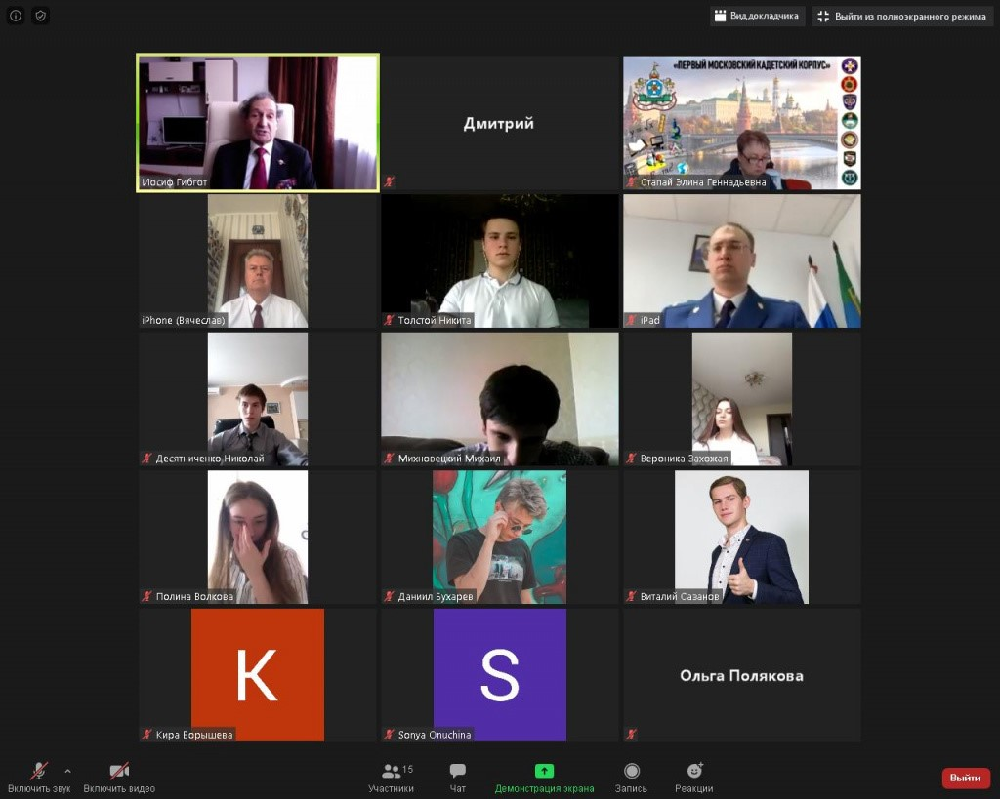 Вид докладчика
Выйти из полноэкранного режима
Иосиф Гибгот
Дмитрий
«ПЕРВЫЙ МОСКОВСКИЙ КАДЕТСКИЙ КОРПУС»
Стапай Элина Геннадьевна
iPhone (Вячеслав)
Толстой Никита
iPad
Десятниченко Николай
Михновецкий Михаил
Вероника Захожая
Полина Волкова
Даниил Бухарев
Виталий Сазанов
K
Кира Ворышева
S
Sonya Onuchina
Ольга Полякова
Включить звук
Включить видео
15
Участники
Чат
Демонстрация экрана
Запись
Реакции
Выйти